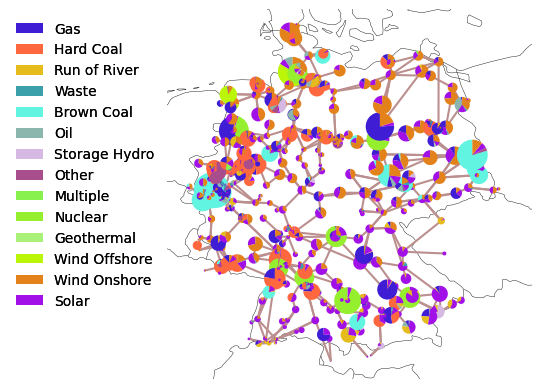 Gas
Hard Coal
Run of River
Waste
Brown Coal
Oil
Storage Hydro
Other
Multiple
Nuclear
Geothermal
Wind Offshore
Wind Onshore
Solar